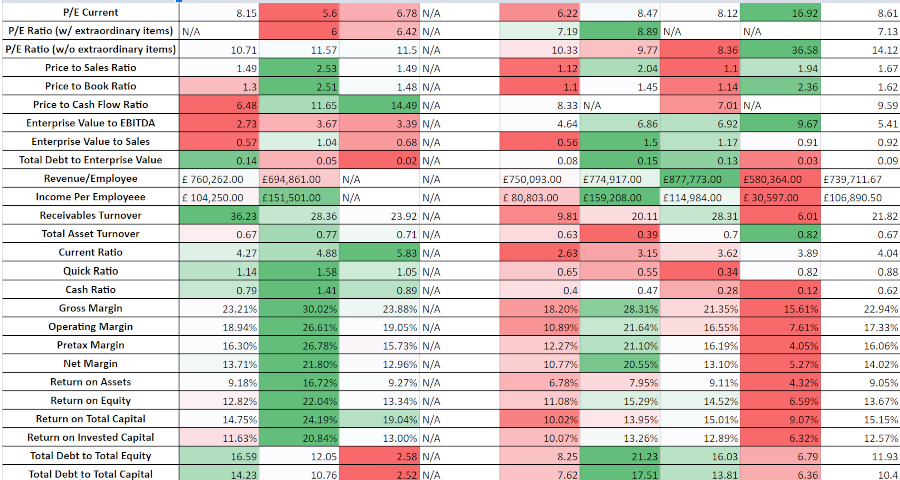 P/E Current 8.15 5.6 6.78 N/A 6.22 8.47 8.12 16.92 8.61
P/E Ratio (w/ extraordinary items) N/A 6 6.42 N/A 7.19 8.89 N/A N/A 7.13
P/E Ratio (w/o extraordinary items) 10.71 11.57 11.5 N/A 10.33 9.77 8.36 36.58 14.12
Price to Sales Ratio 1.49 2.53 1.49 N/A 1.12 2.04 1.1 1.94 1.67
Price to Book Ratio 1.3 2.51 1.48 N/A 1.1 1.45 1.14 2.36 1.62
Price to Cash Flow Ratio 6.48 11.65 14.49 N/A 8.33 N/A 7.01 N/A 9.59
Enterprise Value to EBITDA 2.73 3.67 3.39 N/A 4.64 6.86 6.92 9.67 5.41
Enterprise Value to Sales 0.57 1.04 0.68 N/A 0.56 1.5 1.17 0.91 0.92
Total Debt to Enterprise Value 0.14 0.05 0.02 N/A 0.08 0.15 0.13 0.03 0.09
Revenue/Employee £ 760,262.00 £694,861.00 N/A N/A £750,093.00 £774,917.00 £877,773.00 £580,364.00 £739,711.67
Income Per Employeee £ 104,250.00 £151,501.00 N/A N/A £ 80,803.00 £159,208.00 £114,984.00 £ 30,597.00 £106,890.50
Receivables Turnover 36.23 28.36 23.92 N/A 9.81 20.11 28.31 6.01 21.82
Total Asset Turnover 0.67 0.77 0.71 N/A 0.63 0.39 0.7 0.82 0.67
Current Ratio 4.27 4.88 5.83 N/A 2.63 3.15 3.62 3.89 4.04
Quick Ratio 1.14 1.58 1.05 N/A 0.65 0.55 0.34 0.82 0.88
Cash Ratio 0.79 1.41 0.89 N/A 0.4 0.47 0.28 0.12 0.62
Gross Margin 23.21% 30.02% 23.88% N/A 18.20% 28.31% 21.35% 15.61% 22.94%
Operating Margin 18.94% 26.61% 19.05% N/A 10.89% 21.64% 16.55% 7.61% 17.33%
Pretax Margin 16.30% 26.78% 15.73% N/A 12.27% 21.10% 16.19% 4.05% 16.06%
Net Margin 13.71% 21.80% 12.96% N/A 10.77% 20.55% 13.10% 5.27% 14.02%
Return on Assets 9.18% 16.72% 9.27% N/A 6.78% 7.95% 9.11% 4.32% 9.05%
Return on Equity 12.82% 22.04% 13.34% N/A 11.08% 15.29% 14.52% 6.59% 13.67%
Return on Total Capital 14.75% 24.19% 19.04% N/A 10.02% 13.95% 15.01% 9.07% 15.15%
Return on Invested Capital 11.63% 20.84% 13.00% N/A 10.07% 13.26% 12.89% 6.32% 12.57%
Total Debt to Total Equity 16.59 12.05 2.58 N/A 8.25 21.23 16.03 6.79 11.93
Total Debt to Total Capital 14.23 10.76 2.52 N/A 7.62 17.51 13.81 6.36 10.4